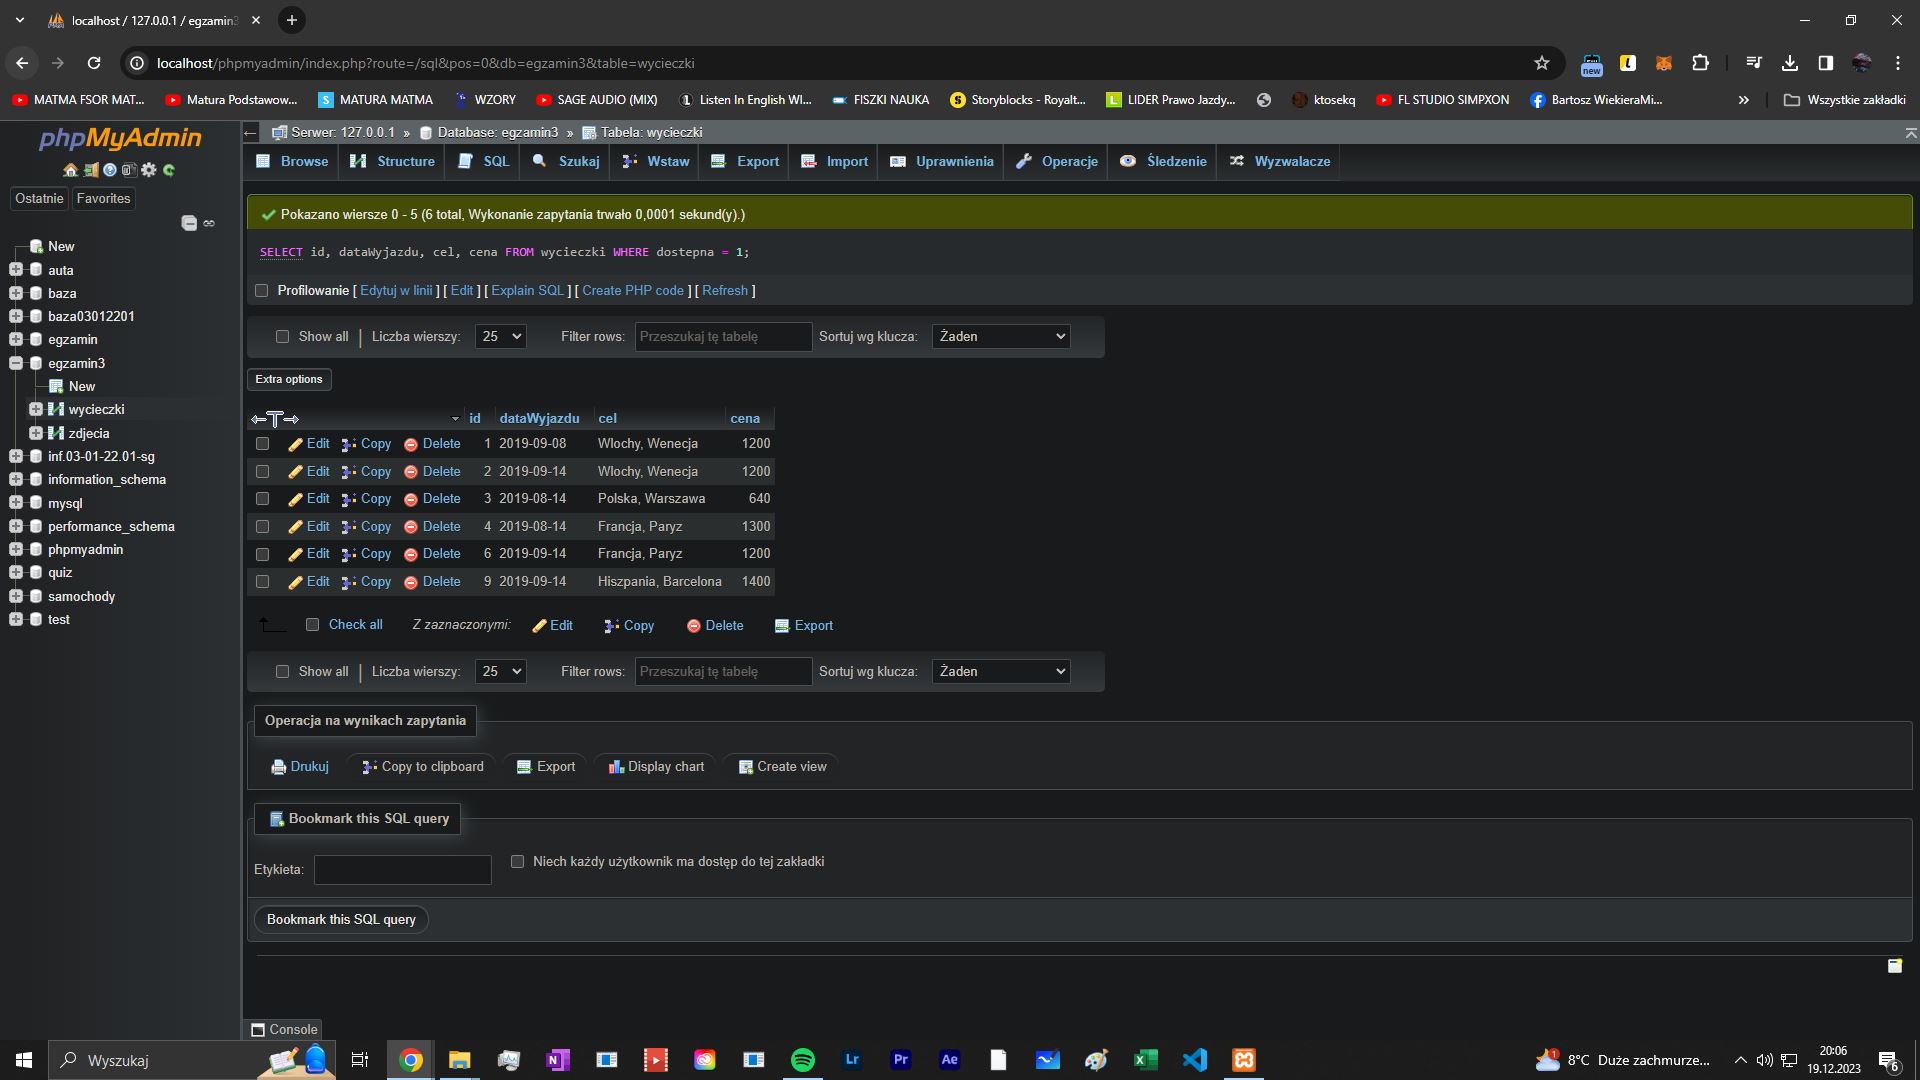 localhost / 127.0.0.1 / egzamin3
localhost/phpmyadmin/index.php?route=/sql&pos=0&db=egzamin3&table=wycieczki
new
MATMA FSOR MAT...
Matura Podstawow...
MATURA MATMA
WZORY
SAGE AUDIO (MIX)
Listen In English Wl...
FISZKI NAUKA
Storyblocks - Royalt...
LIDER Prawo Jazdy...
ktosekq
FL STUDIO SIMPXON
Bartosz WiekieraMi...
»
Wszystkie zakładki
phpMyAdmin
Ostatnie
Favorites
New
auta
baza
baza03012201
egzamin
egzamin3
New
wycieczki
zdjecia
inf.03-01-22.01-sg
information_schema
mysql
performance_schema
phpmyadmin
quiz
samochody
test
Serwer: 127.0.0.1 » Database: egzamin3 » Tabela: wycieczki
Browse Structure SQL Szukaj Wstaw Export Import Uprawnienia Operacje Śledzenie Wyzwalacze
Pokazano wiersze 0 - 5 (6 total, Wykonanie zapytania trwało 0,0001 sekund(y).)
SELECT id, dataWyjazdu, cel, cena FROM wycieczki WHERE dostepna = 1;
Profilowanie [ Edytuj w linii ] [ Edit ] [ Explain SQL ] [ Create PHP code ] [ Refresh ]
Show all | Liczba wierszy: 25 Filter rows: Przeszukaj tę tabelę Sortuj wg klucza: Żaden
Extra options
id dataWyjazdu cel cena
Edit Copy Delete 1 2019-09-08 Wlochy, Wenecja 1200
Edit Copy Delete 2 2019-09-14 Wlochy, Wenecja 1200
Edit Copy Delete 3 2019-08-14 Polska, Warszawa 640
Edit Copy Delete 4 2019-08-14 Francja, Paryz 1300
Edit Copy Delete 6 2019-09-14 Francja, Paryz 1200
Edit Copy Delete 9 2019-09-14 Hiszpania, Barcelona 1400
Check all Z zaznaczonymi: Edit Copy Delete Export
Show all | Liczba wierszy: 25 Filter rows: Przeszukaj tę tabelę Sortuj wg klucza: Żaden
Operacja na wynikach zapytania
Drukuj Copy to clipboard Export Display chart Create view
Bookmark this SQL query
Etykieta: Niech każdy użytkownik ma dostęp do tej zakładki
Bookmark this SQL query
Console
Wyszukaj
Lr
Pr
Ae
1
8°C Duże zachmurze...
20:06
19.12.2023
6